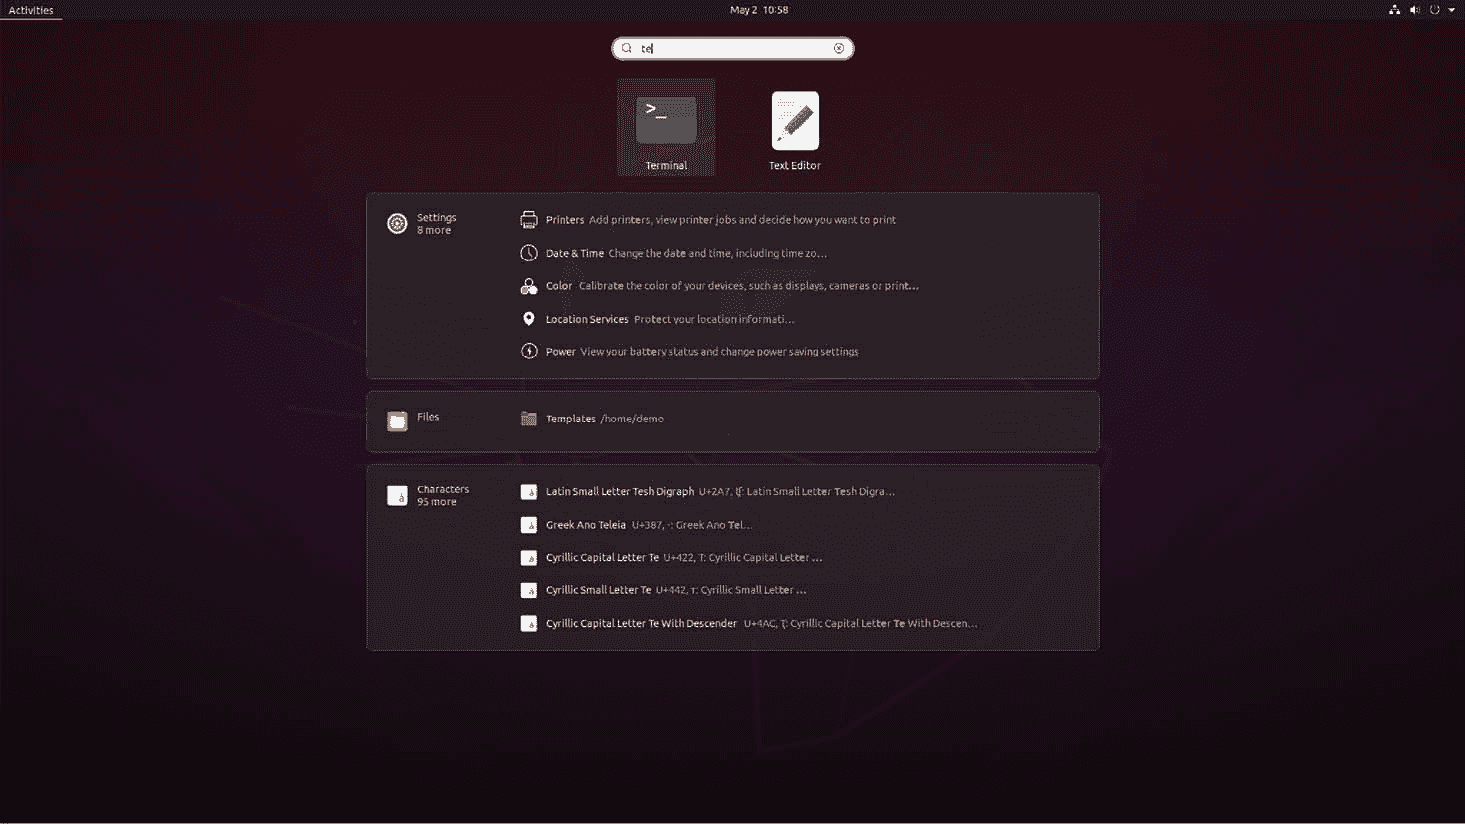 Activities
May 2 10:58
te
>_
Terminal
Text Editor
Settings
8 more
Printers Add printers, view printer jobs and decide how you want to print
Date & Time Change the date and time, including time zo...
Color Calibrate the color of your devices, such as displays, cameras or print...
Location Services Protect your location informati...
Power View your battery status and change power saving settings
Files
Templates /home/demo
Characters
95 more
Latin Small Letter Tesh Digraph U+2A7, ʧ: Latin Small Letter Tesh Digra...
Greek Ano Teleia U+387, ·: Greek Ano Tel...
Cyrillic Capital Letter Te U+422, Т: Cyrillic Capital Letter ...
Cyrillic Small Letter Te U+442, т: Cyrillic Small Letter ...
Cyrillic Capital Letter Te With Descender U+4AC, Ҭ: Cyrillic Capital Letter Te With Descen...